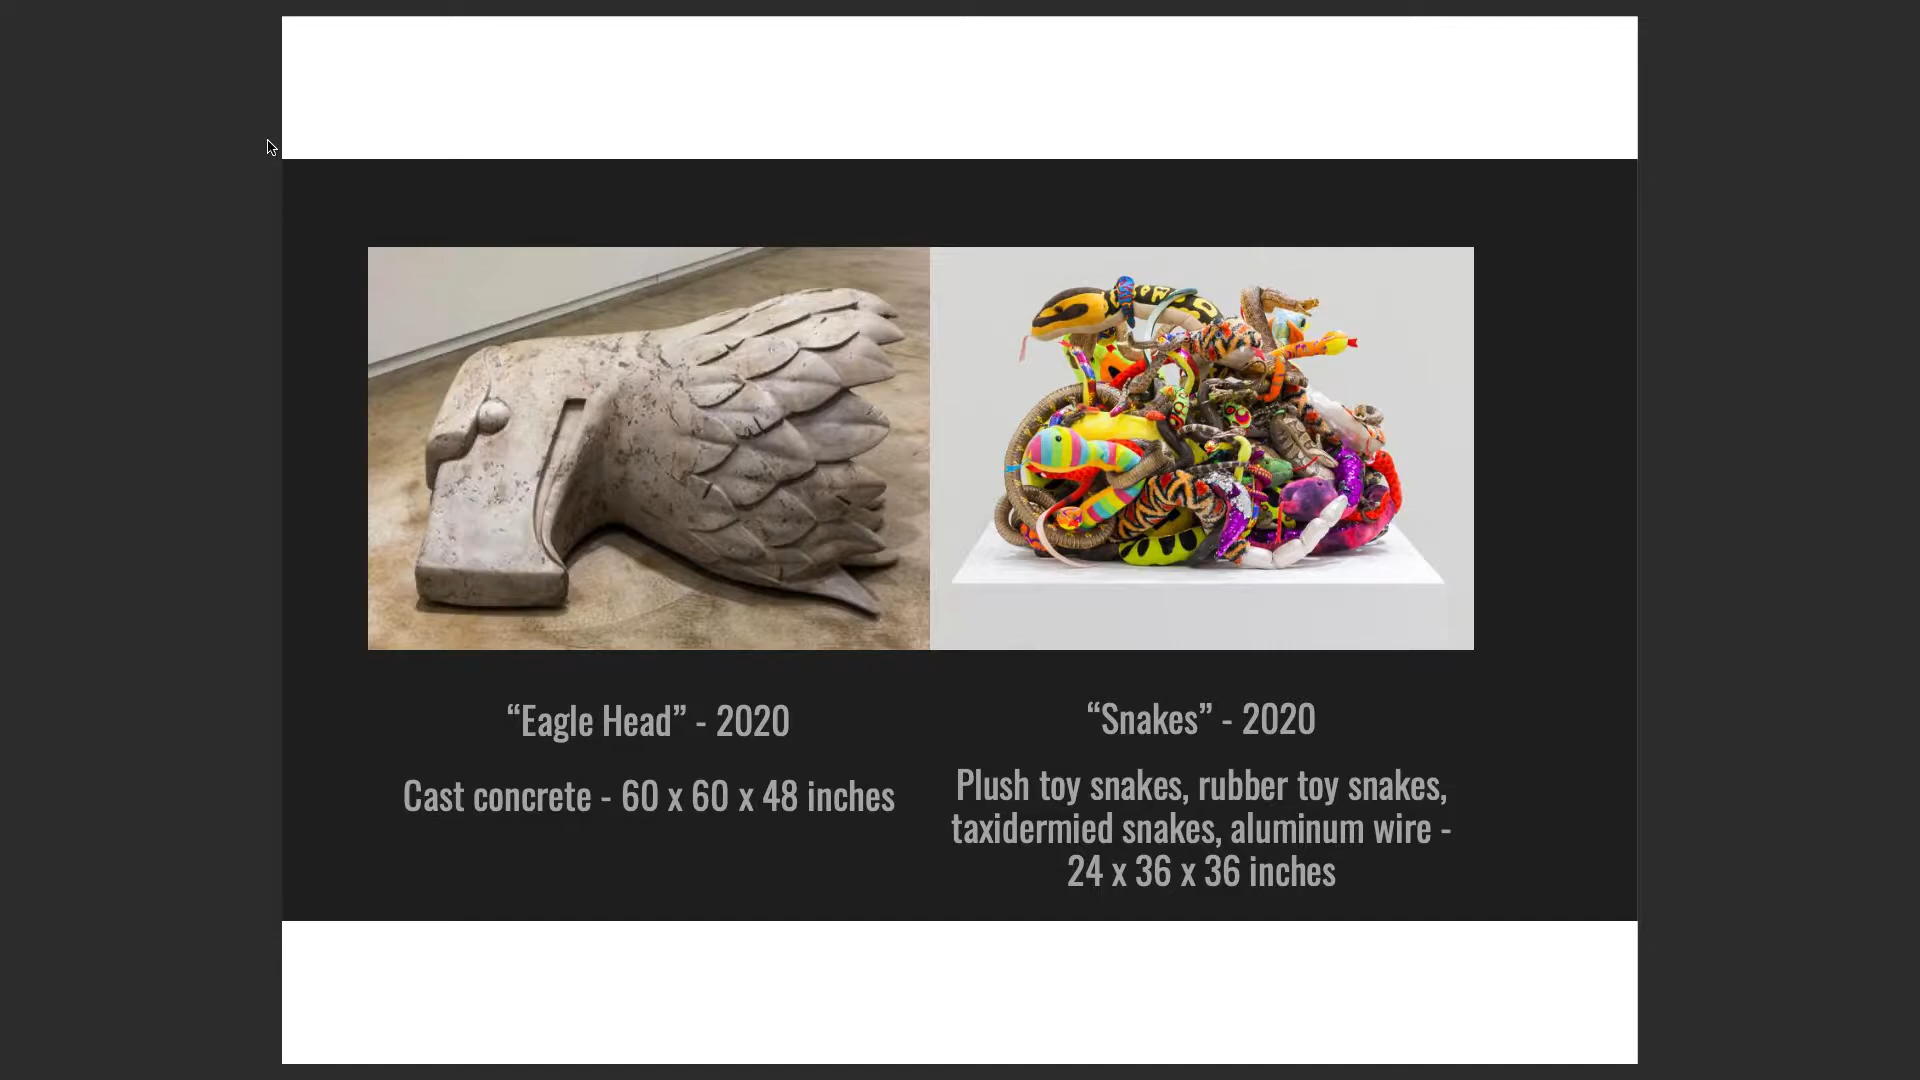 “Eagle Head” - 2020
Cast concrete - 60 x 60 x 48 inches
“Snakes” - 2020
Plush toy snakes, rubber toy snakes,
taxidermied snakes, aluminum wire -
24 x 36 x 36 inches